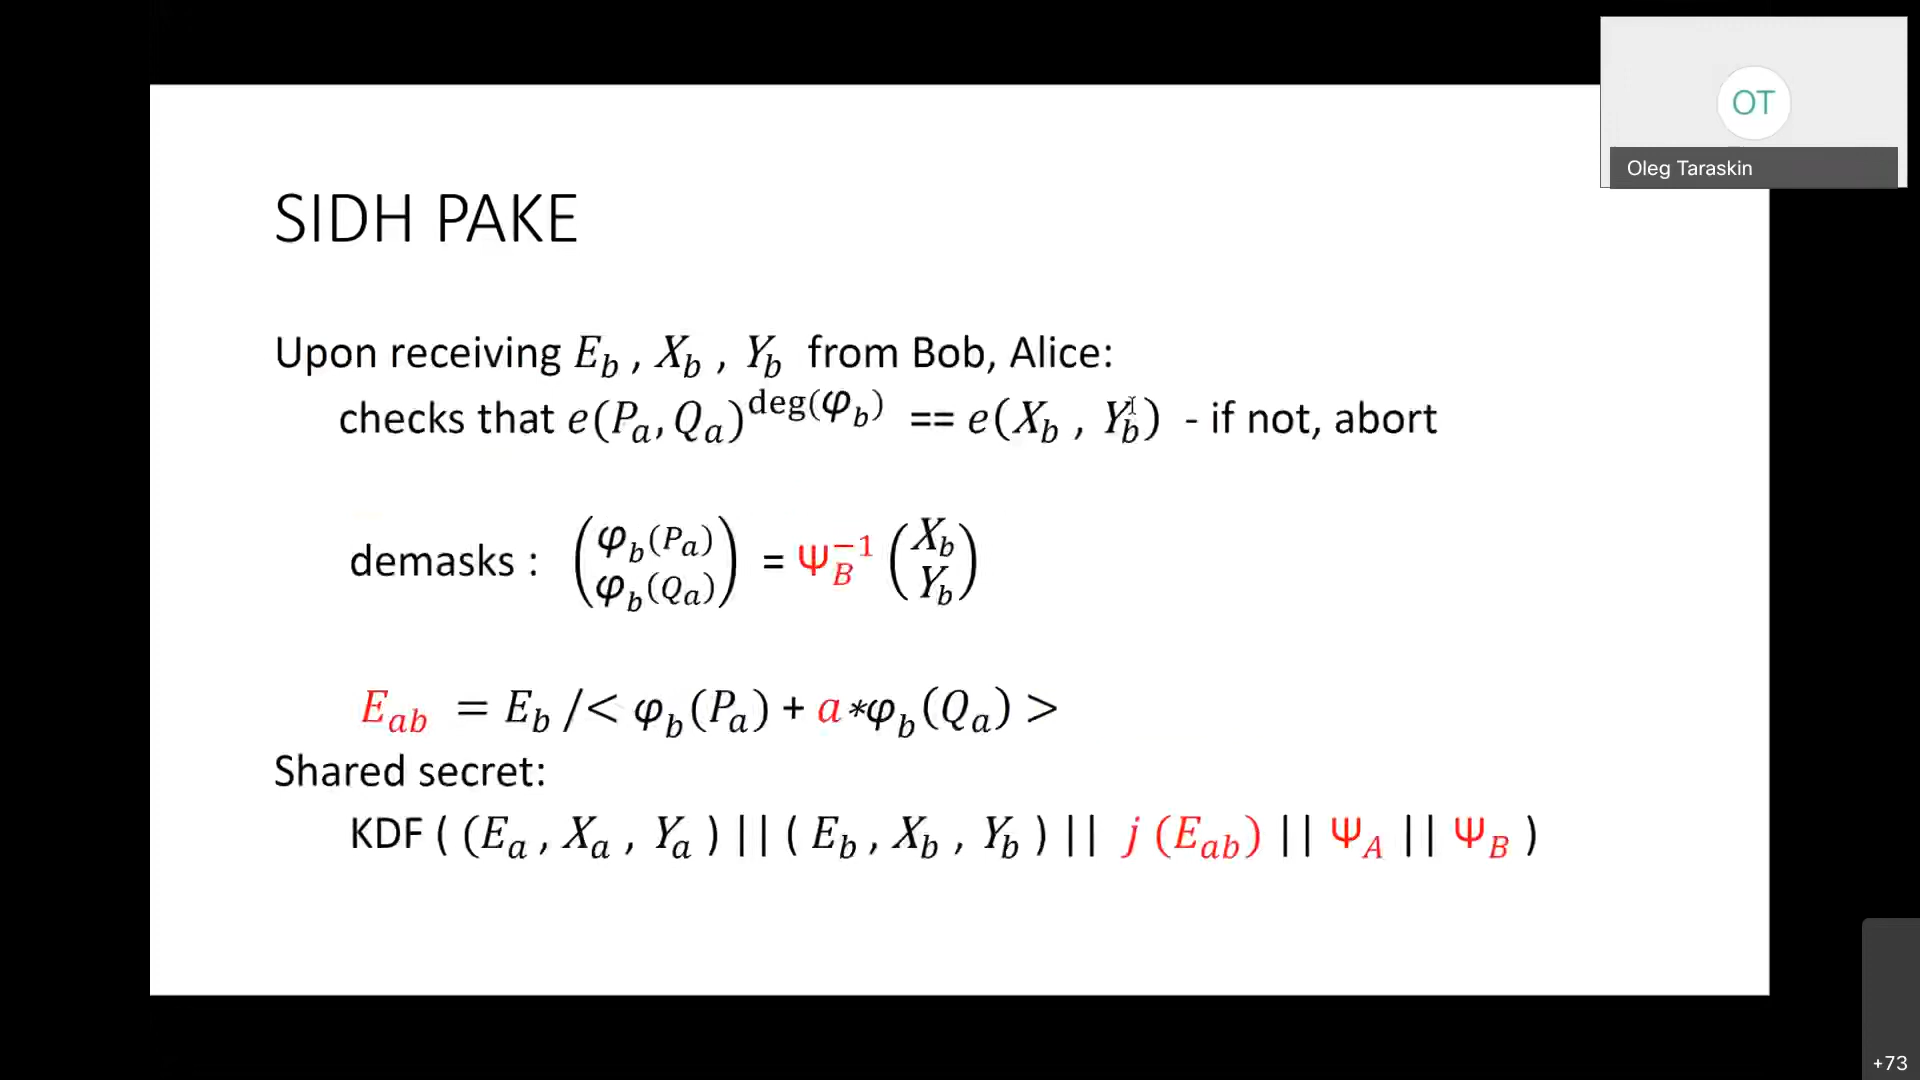 OT
Oleg Taraskin
SIDH PAKE
Upon receiving E_b , X_b , Y_b from Bob, Alice:
checks that e(P_a, Q_a)^deg(φ_b) == e(X_b , Y_b) - if not, abort
demasks : (φ_b(P_a) φ_b(Q_a)) = Ψ_B^−1 (X_b Y_b)
E_ab = E_b /< φ_b(P_a) + a*φ_b(Q_a) >
Shared secret:
KDF ( (E_a , X_a , Y_a ) || ( E_b , X_b , Y_b ) || j (E_ab) || Ψ_A || Ψ_B )
+73